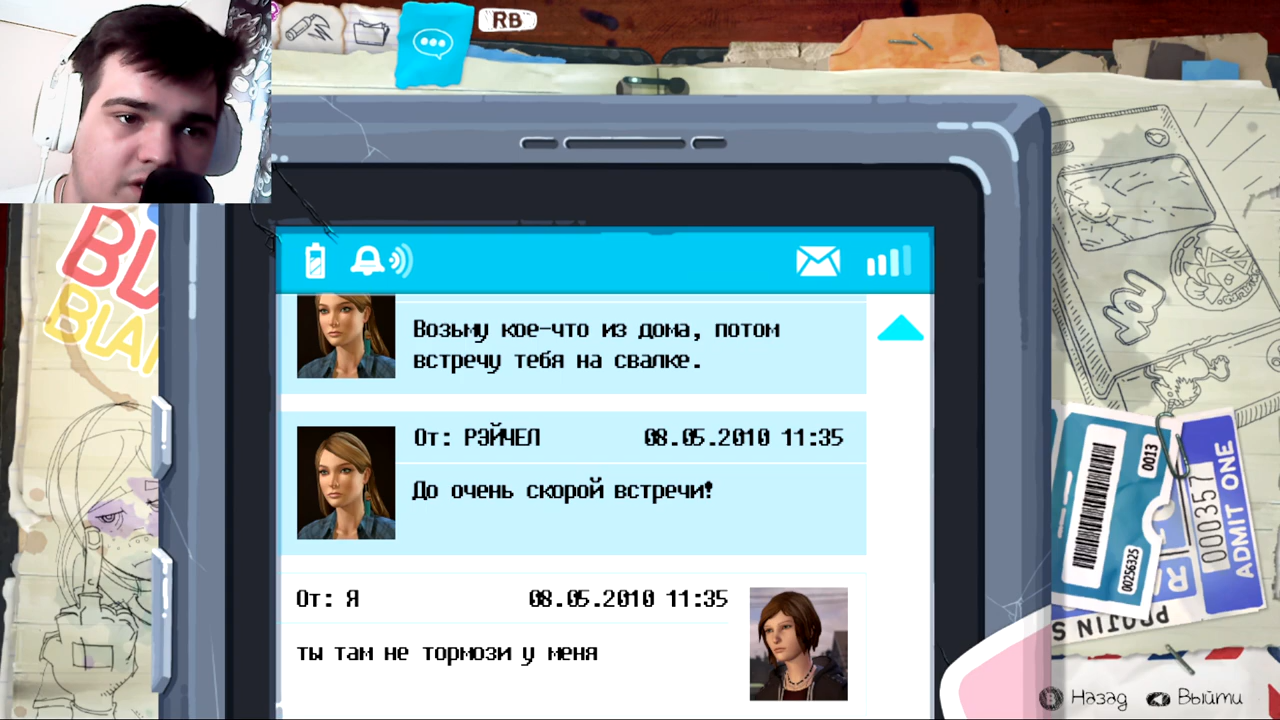 RB
BLA
BLA
Возьму кое-что из дома, потом
встречу тебя на свалке.
От: РЭЙЧЕЛ 08.05.2010 11:35
До очень скорой встречи!
От: Я 08.05.2010 11:35
ты там не тормози у меня
0013
00256325
000357
ADMIT ONE
Назад
Выйти